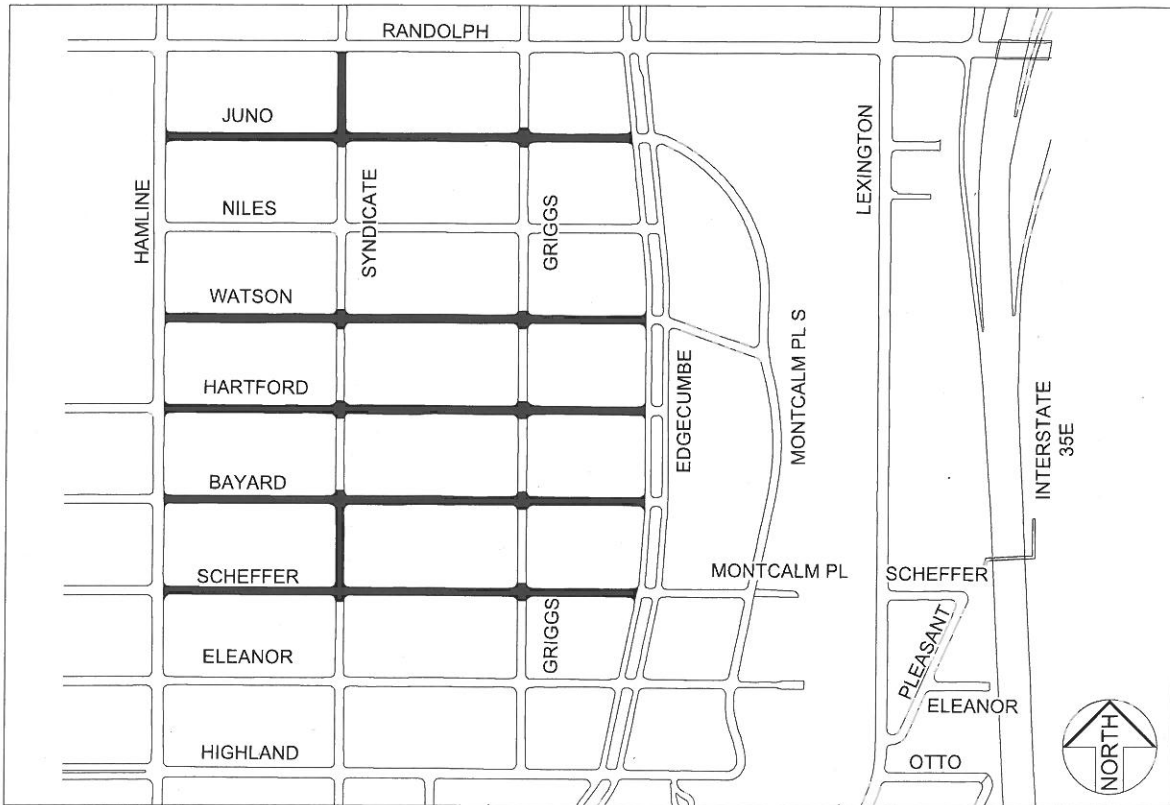 RANDOLPH
JUNO
HAMLINE
SYNDICATE
GRIGGS
LEXINGTON
NILES
WATSON
HARTFORD
EDGECUMBE
MONTCALM PL S
INTERSTATE
35E
BAYARD
SCHEFFER
MONTCALM PL
SCHEFFER
GRIGGS
PLEASANT
ELEANOR
ELEANOR
HIGHLAND
OTTO
NORTH